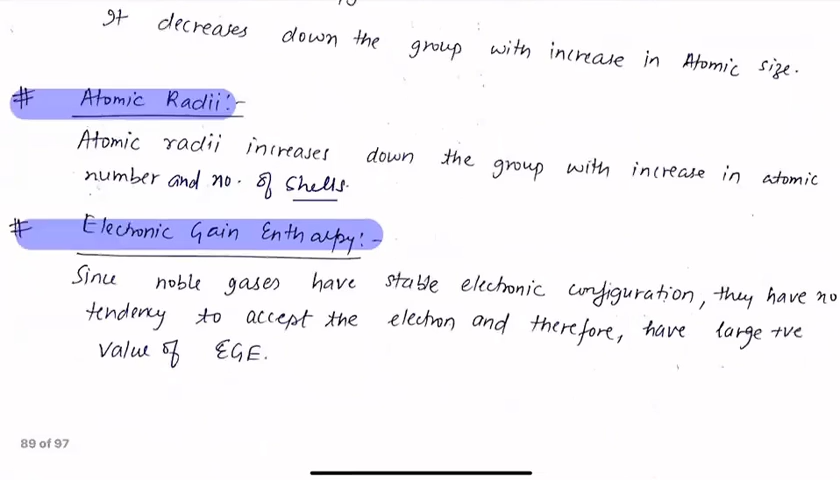 It decreases down the group with increase in Atomic size.
# Atomic Radii:-
Atomic radii increases down the group with increase in atomic
number and no. of shells.
# Electronic Gain Enthalpy:-
Since noble gases have stable electronic configuration, they have no
tendency to accept the electron and therefore, have large +ve
value of EGE.
89 of 97